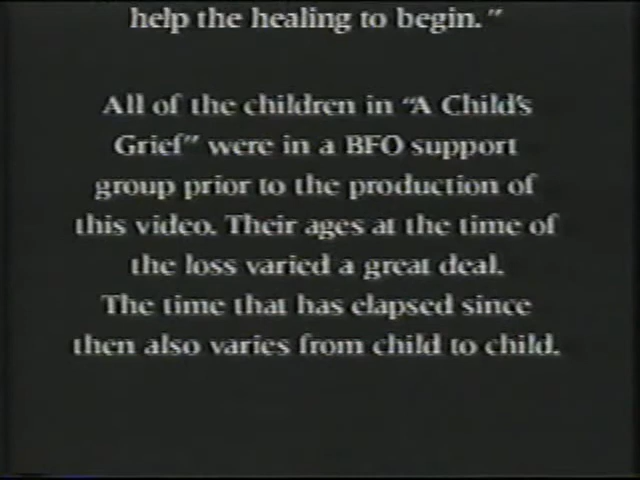 help the healing to begin."
All of the children in "A Child's
Grief" were in a BFO support
group prior to the production of
this video. Their ages at the time of
the loss varied a great deal.
The time that has elapsed since
then also varies from child to child.